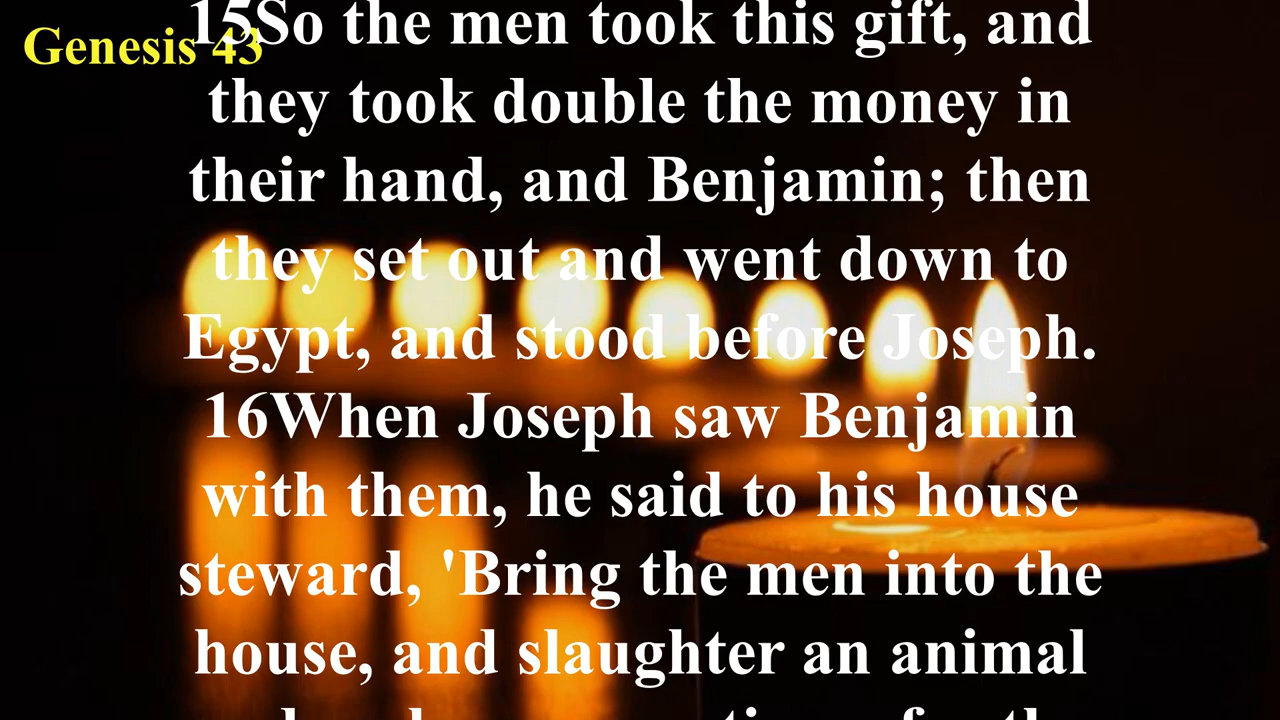 Genesis 43
15So the men took this gift, and
they took double the money in
their hand, and Benjamin; then
they set out and went down to
Egypt, and stood before Joseph.
16When Joseph saw Benjamin
with them, he said to his house
steward, 'Bring the men into the
house, and slaughter an animal